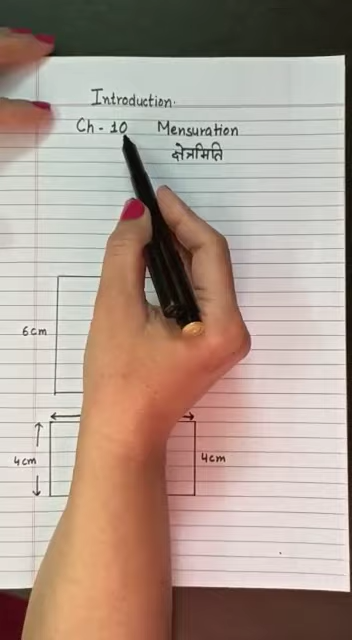 Introduction.
Ch - 10 Mensuration
क्षेत्रमिति
6cm
4cm
4cm